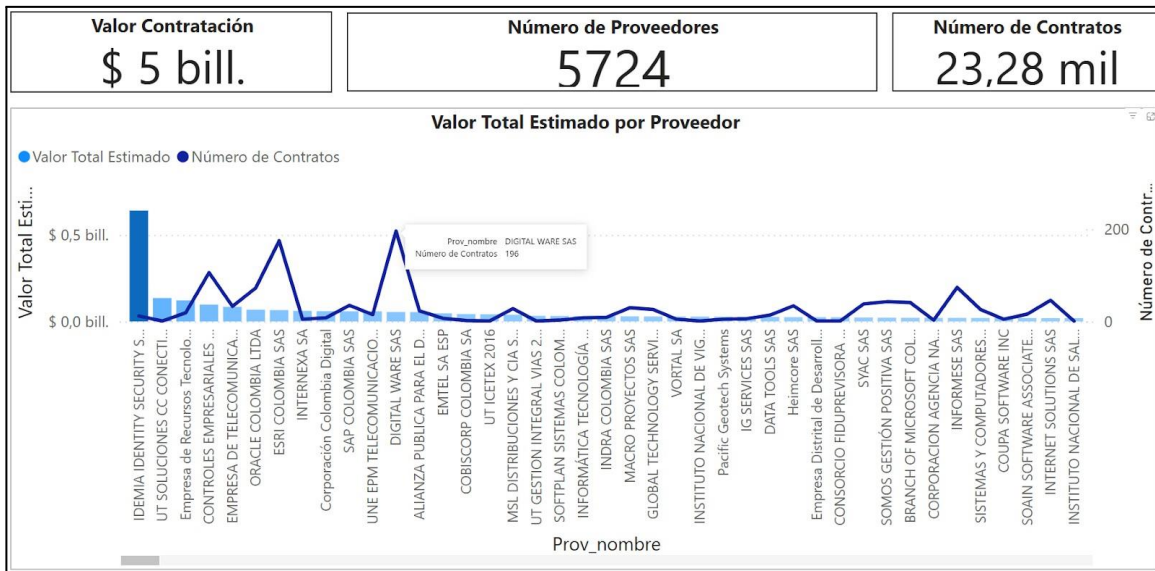 Valor Contratación
$ 5 bill.
Número de Proveedores
5724
Número de Contratos
23,28 mil
Valor Total Estimado por Proveedor
Valor Total Estimado Número de Contratos
Valor Total Esti...
$ 0,5 bill.
$ 0,0 bill.
Prov_nombre DIGITAL WARE SAS
Número de Contratos 196
200
0
Número de Contr...
IDEMIA IDENTITY SECURITY S...
UT SOLUCIONES CC CONECTI...
Empresa de Recursos Tecnolo...
CONTROLES EMPRESARIALES ...
EMPRESA DE TELECOMUNICA...
ORACLE COLOMBIA LTDA
ESRI COLOMBIA SAS
INTERNEXA SA
Corporación Colombia Digital
SAP COLOMBIA SAS
UNE EPM TELECOMUNICACIO...
DIGITAL WARE SAS
ALIANZA PUBLICA PARA EL D...
EMTEL SA ESP
COBISCORP COLOMBIA SA
UT ICETEX 2016
MSL DISTRIBUCIONES Y CIA S...
UT GESTION INTEGRAL VIAS 2...
SOFTPLAN SISTEMAS COLOM...
INFORMÁTICA TECNOLOGÍA ...
INDRA COLOMBIA SAS
MACRO PROYECTOS SAS
GLOBAL TECHNOLOGY SERVI...
VORTAL SA
INSTITUTO NACIONAL DE VIG...
Pacific Geotech Systems
IG SERVICES SAS
DATA TOOLS SAS
Heimcore SAS
Empresa Distrital de Desarroll...
CONSORCIO FIDUPREVISORA ...
SYAC SAS
SOMOS GESTIÓN POSITIVA SAS
BRANCH OF MICROSOFT COL...
CORPORACION AGENCIA NA...
INFORMESE SAS
SISTEMAS Y COMPUTADORES...
COUPA SOFTWARE INC
SOAIN SOFTWARE ASSOCIATE...
INTERNET SOLUTIONS SAS
INSTITUTO NACIONAL DE SAL...
Prov_nombre